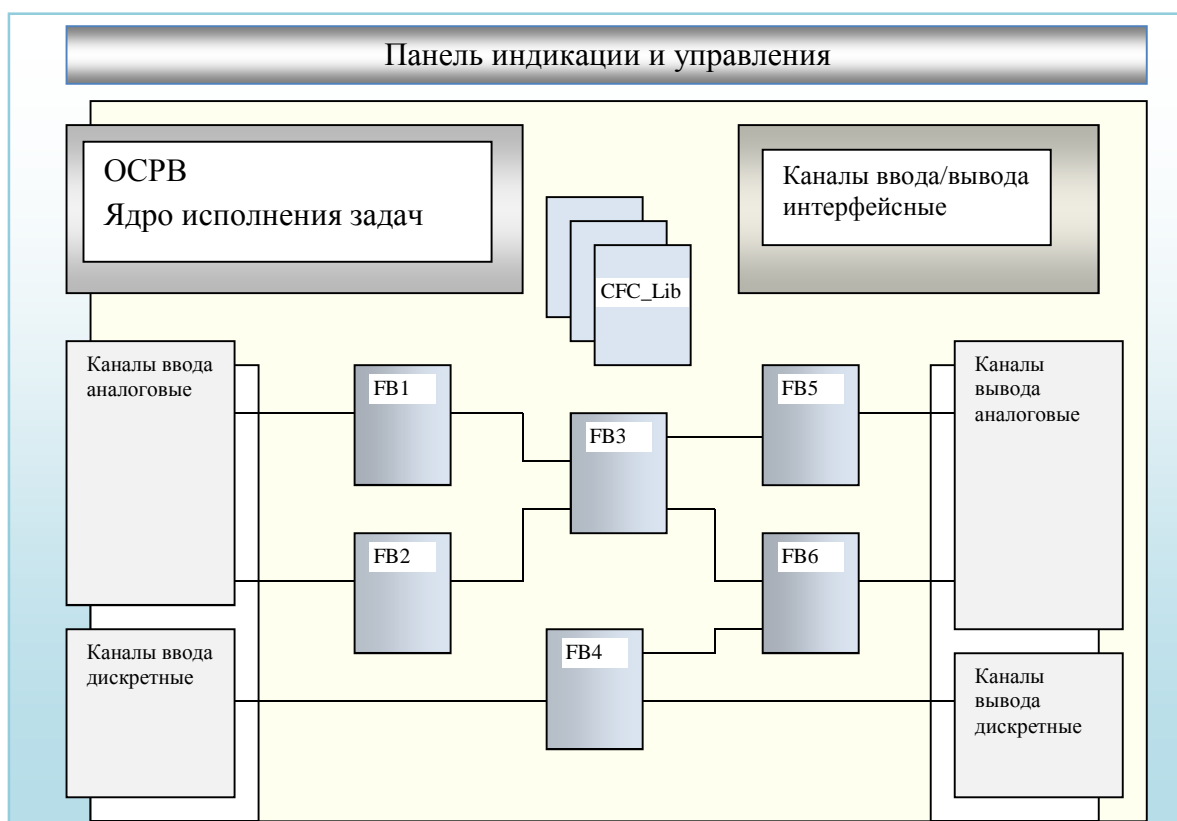 Панель индикации и управления
ОСРВ
Ядро исполнения задач
Каналы ввода/вывода
интерфейсные
CFC_Lib
Каналы ввода
аналоговые
FB1
FB5
Каналы
вывода
аналоговые
FB3
FB2
FB6
Каналы ввода
дискретные
FB4
Каналы
вывода
дискретные